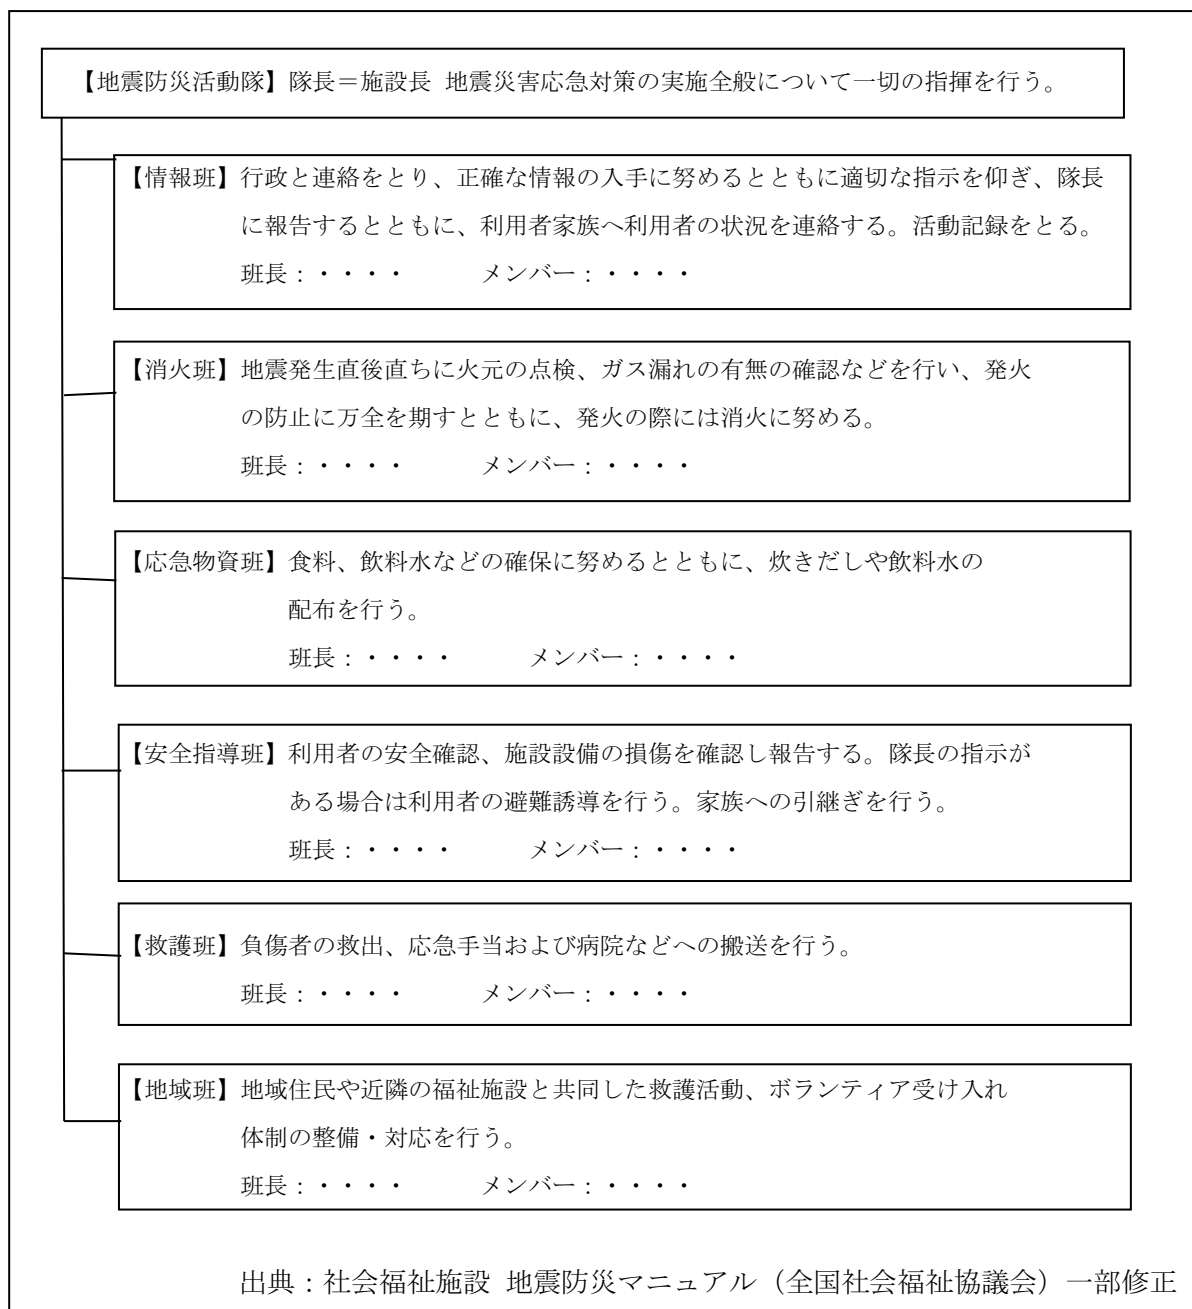 【地震防災活動隊】隊長＝施設長 地震災害応急対策の実施全般について一切の指揮を行う。
【情報班】行政と連絡をとり、正確な情報の入手に努めるとともに適切な指示を仰ぎ、隊長
に報告するとともに、利用者家族へ利用者の状況を連絡する。活動記録をとる。
班長：・・・・　　　メンバー：・・・・
【消火班】地震発生直後直ちに火元の点検、ガス漏れの有無の確認などを行い、発火
の防止に万全を期すとともに、発火の際には消火に努める。
班長：・・・・　　　メンバー：・・・・
【応急物資班】食料、飲料水などの確保に努めるとともに、炊きだしや飲料水の
配布を行う。
班長：・・・・　　　メンバー：・・・・
【安全指導班】利用者の安全確認、施設設備の損傷を確認し報告する。隊長の指示が
ある場合は利用者の避難誘導を行う。家族への引継ぎを行う。
班長：・・・・　　　メンバー：・・・・
【救護班】負傷者の救出、応急手当および病院などへの搬送を行う。
班長：・・・・　　　メンバー：・・・・
【地域班】地域住民や近隣の福祉施設と共同した救護活動、ボランティア受け入れ
体制の整備・対応を行う。
班長：・・・・　　　メンバー：・・・・
出典：社会福祉施設 地震防災マニュアル（全国社会福祉協議会）一部修正